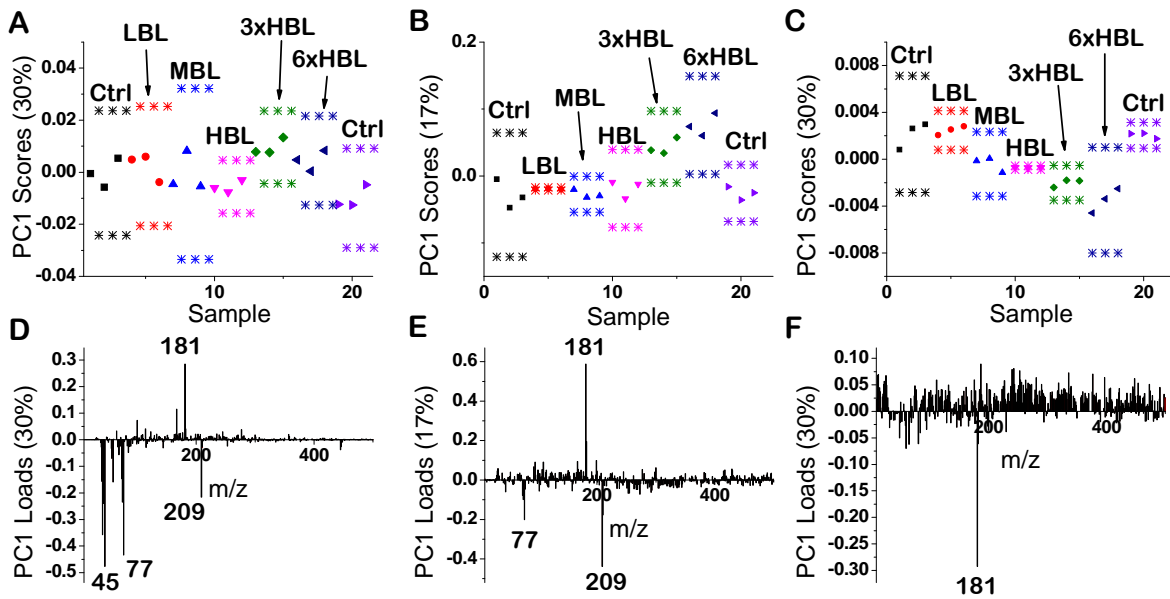 A
LBL
3xHBL
6xHBL
Ctrl
MBL
HBL
Ctrl
0.04
0.02
0.00
-0.02
-0.04
PC1 Scores (30%)
10
20
Sample
B
3xHBL
6xHBL
Ctrl
MBL
HBL
LBL
Ctrl
0.2
0.0
PC1 Scores (17%)
0
10
20
Sample
C
6xHBL
Ctrl
3xHBL
LBL
MBL
HBL
Ctrl
0.008
0.004
0.000
-0.004
-0.008
PC1 Scores (30%)
0
10
20
Sample
D
181
0.3
0.2
0.1
0.0
-0.1
-0.2
-0.3
-0.4
-0.5
PC1 Loads (30%)
200
400
m/z
209
77
45
E
181
0.6
0.4
0.2
0.0
-0.2
-0.4
PC1 Loads (17%)
200
400
m/z
77
209
F
0.10
0.05
0.00
-0.05
-0.10
-0.15
-0.20
-0.25
-0.30
PC1 Loads (30%)
200
400
m/z
181